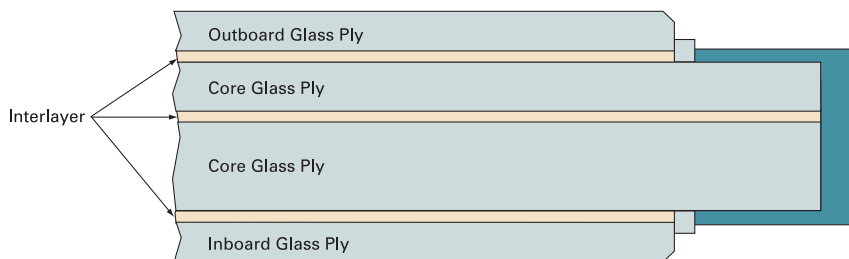 Outboard Glass Ply
Core Glass Ply
Interlayer
Core Glass Ply
Inboard Glass Ply